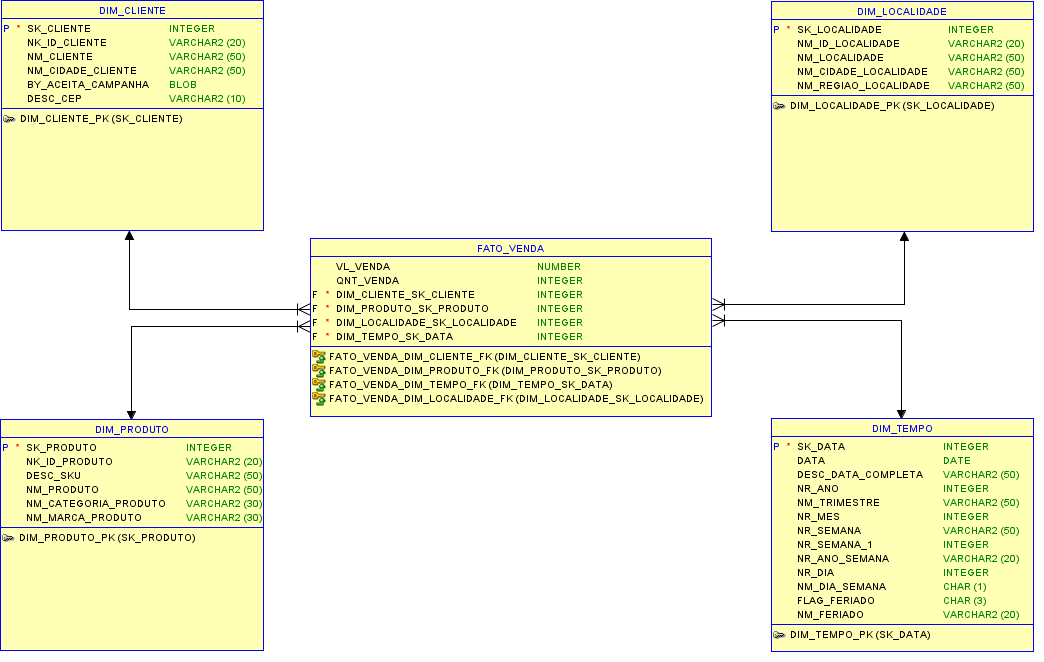 DIM_CLIENTE
P * SK_CLIENTE INTEGER
NK_ID_CLIENTE VARCHAR2 (20)
NM_CLIENTE VARCHAR2 (50)
NM_CIDADE_CLIENTE VARCHAR2 (50)
BY_ACEITA_CAMPANHA BLOB
DESC_CEP VARCHAR2 (10)
DIM_CLIENTE_PK (SK_CLIENTE)
DIM_LOCALIDADE
P * SK_LOCALIDADE INTEGER
NM_ID_LOCALIDADE VARCHAR2 (20)
NM_LOCALIDADE VARCHAR2 (50)
NM_CIDADE_LOCALIDADE VARCHAR2 (50)
NM_REGIAO_LOCALIDADE VARCHAR2 (50)
DIM_LOCALIDADE_PK (SK_LOCALIDADE)
FATO_VENDA
VL_VENDA NUMBER
QNT_VENDA INTEGER
F * DIM_CLIENTE_SK_CLIENTE INTEGER
F * DIM_PRODUTO_SK_PRODUTO INTEGER
F * DIM_LOCALIDADE_SK_LOCALIDADE INTEGER
F * DIM_TEMPO_SK_DATA INTEGER
FATO_VENDA_DIM_CLIENTE_FK (DIM_CLIENTE_SK_CLIENTE)
FATO_VENDA_DIM_PRODUTO_FK (DIM_PRODUTO_SK_PRODUTO)
FATO_VENDA_DIM_TEMPO_FK (DIM_TEMPO_SK_DATA)
FATO_VENDA_DIM_LOCALIDADE_FK (DIM_LOCALIDADE_SK_LOCALIDADE)
DIM_PRODUTO
P * SK_PRODUTO INTEGER
NK_ID_PRODUTO VARCHAR2 (20)
DESC_SKU VARCHAR2 (50)
NM_PRODUTO VARCHAR2 (50)
NM_CATEGORIA_PRODUTO VARCHAR2 (30)
NM_MARCA_PRODUTO VARCHAR2 (30)
DIM_PRODUTO_PK (SK_PRODUTO)
DIM_TEMPO
P * SK_DATA INTEGER
DATA DATE
DESC_DATA_COMPLETA VARCHAR2 (50)
NR_ANO INTEGER
NM_TRIMESTRE VARCHAR2 (50)
NR_MES INTEGER
NR_SEMANA VARCHAR2 (50)
NR_SEMANA_1 INTEGER
NR_ANO_SEMANA VARCHAR2 (20)
NR_DIA INTEGER
NM_DIA_SEMANA CHAR (1)
FLAG_FERIADO CHAR (3)
NM_FERIADO VARCHAR2 (20)
DIM_TEMPO_PK (SK_DATA)